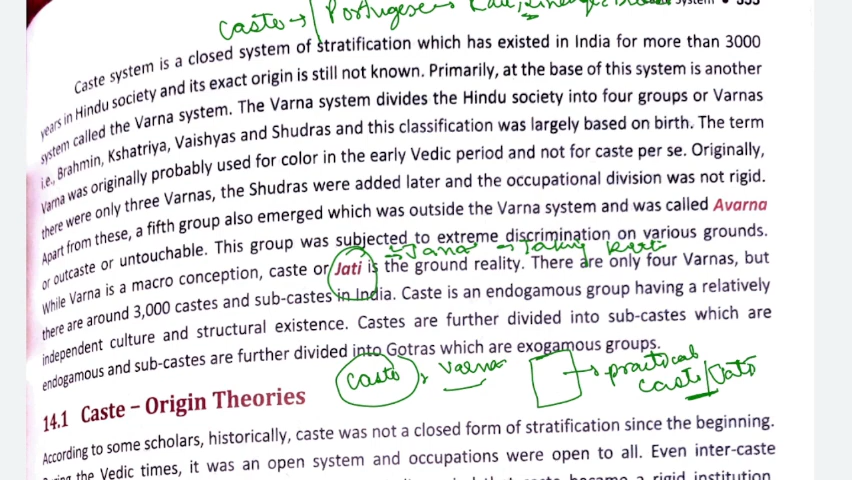 System • 333
Caste → Portugese → Race, Lineage
Caste system is a closed system of stratification which has existed in India for more than 3000
years in Hindu society and its exact origin is still not known. Primarily, at the base of this system is another
system called the Varna system. The Varna system divides the Hindu society into four groups or Varnas
i.e., Brahmin, Kshatriya, Vaishyas and Shudras and this classification was largely based on birth. The term
Varna was originally probably used for color in the early Vedic period and not for caste per se. Originally,
there were only three Varnas, the Shudras were added later and the occupational division was not rigid.
Apart from these, a fifth group also emerged which was outside the Varna system and was called Avarna
or outcaste or untouchable. This group was subjected to extreme discrimination on various grounds.
→ Jana → Taking
While Varna is a macro conception, caste or Jati is the ground reality. There are only four Varnas, but
there are around 3,000 castes and sub-castes in India. Caste is an endogamous group having a relatively
independent culture and structural existence. Castes are further divided into sub-castes which are
endogamous and sub-castes are further divided into Gotras which are exogamous groups.
Caste, Varna → practical
Caste/Jati
14.1 Caste – Origin Theories
According to some scholars, historically, caste was not a closed form of stratification since the beginning.
the Vedic times, it was an open system and occupations were open to all. Even inter-caste
a rigid institution